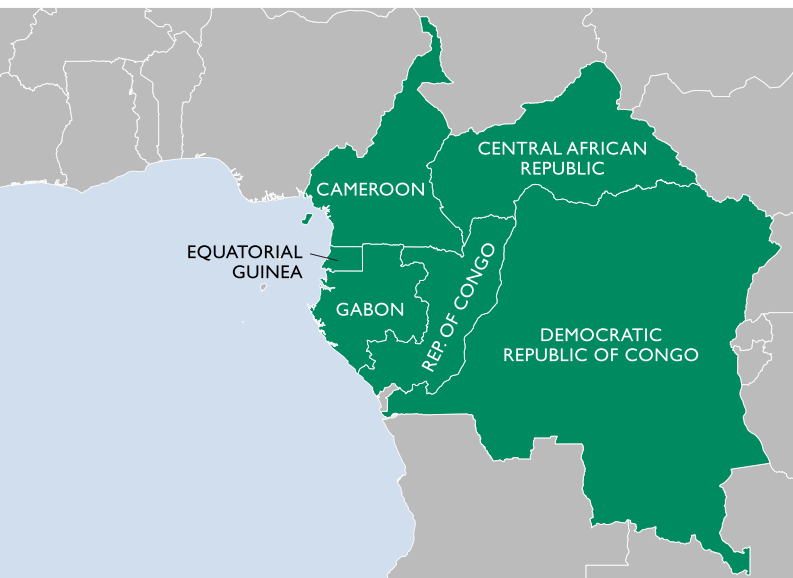 CENTRAL AFRICAN
REPUBLIC
CAMEROON
EQUATORIAL
GUINEA
GABON
REP. OF CONGO
DEMOCRATIC
REPUBLIC OF CONGO